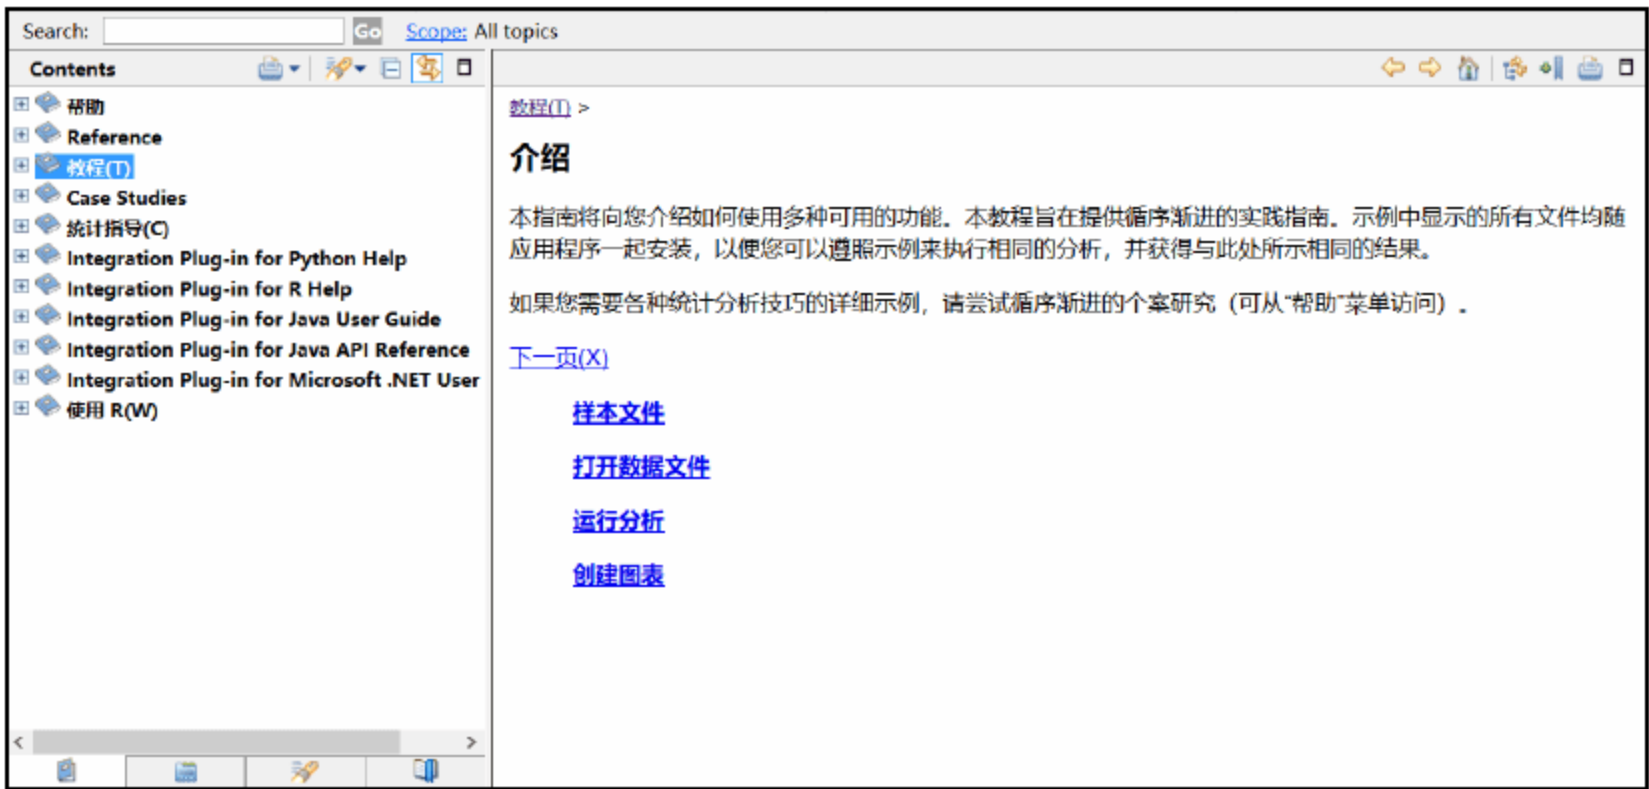 Search: Go Scope: All topics
Contents
帮助
Reference
教程(T)
Case Studies
统计指导(C)
Integration Plug-in for Python Help
Integration Plug-in for R Help
Integration Plug-in for Java User Guide
Integration Plug-in for Java API Reference
Integration Plug-in for Microsoft .NET User
使用 R(W)
教程(T) >
介绍
本指南将向您介绍如何使用多种可用的功能。本教程旨在提供循序渐进的实践指南。示例中显示的所有文件均随
应用程序一起安装，以便您可以遵照示例来执行相同的分析，并获得与此处所示相同的结果。
如果您需要各种统计分析技巧的详细示例，请尝试循序渐进的个案研究（可从“帮助”菜单访问）。
下一页(X)
样本文件
打开数据文件
运行分析
创建图表